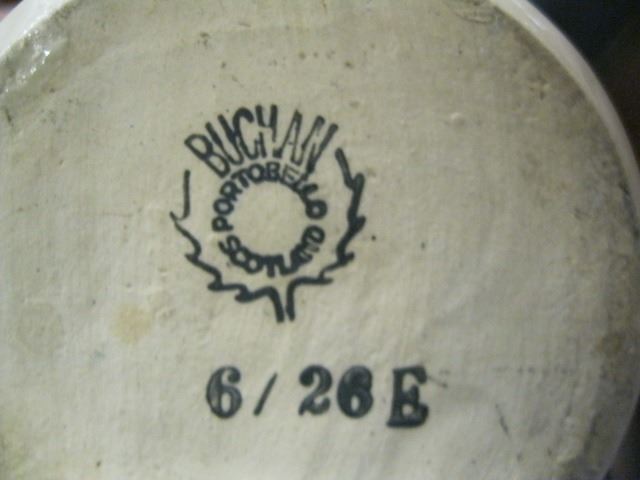 BUCHAN
PORTOBELLO
SCOTLAND
6/26E